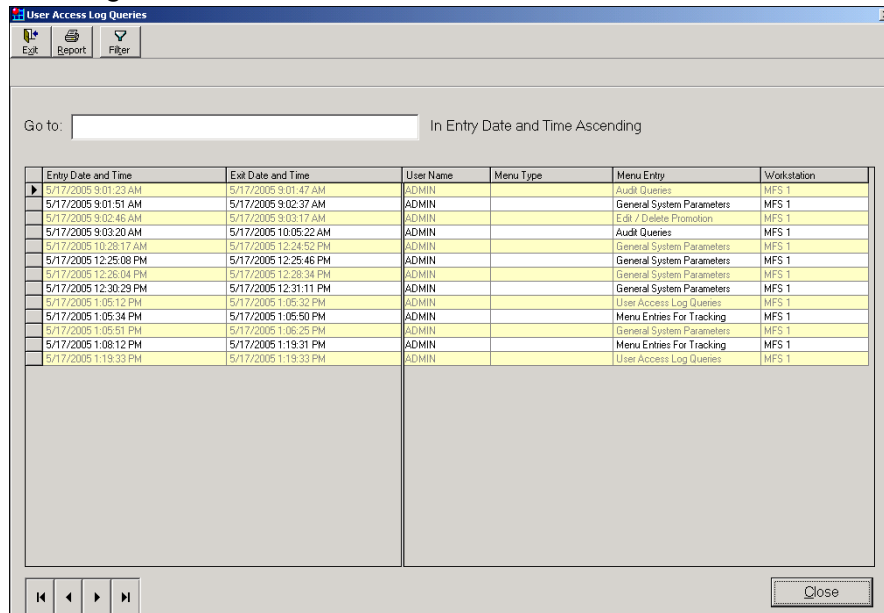 User Access Log Queries
Exit Report Filter
Go to: In Entry Date and Time Ascending
Entry Date and Time Exit Date and Time User Name Menu Type Menu Entry Workstation
5/17/2005 9:01:23 AM 5/17/2005 9:01:47 AM ADMIN Audit Queries MFS 1
5/17/2005 9:01:51 AM 5/17/2005 9:02:37 AM ADMIN General System Parameters MFS 1
5/17/2005 9:02:46 AM 5/17/2005 9:03:17 AM ADMIN Edit / Delete Promotion MFS 1
5/17/2005 9:03:20 AM 5/17/2005 10:05:22 AM ADMIN Audit Queries MFS 1
5/17/2005 10:28:17 AM 5/17/2005 12:24:52 PM ADMIN General System Parameters MFS 1
5/17/2005 12:25:08 PM 5/17/2005 12:25:46 PM ADMIN General System Parameters MFS 1
5/17/2005 12:26:04 PM 5/17/2005 12:28:34 PM ADMIN General System Parameters MFS 1
5/17/2005 12:30:29 PM 5/17/2005 12:31:11 PM ADMIN General System Parameters MFS 1
5/17/2005 1:05:12 PM 5/17/2005 1:05:32 PM ADMIN User Access Log Queries MFS 1
5/17/2005 1:05:34 PM 5/17/2005 1:05:50 PM ADMIN Menu Entries For Tracking MFS 1
5/17/2005 1:05:51 PM 5/17/2005 1:06:25 PM ADMIN General System Parameters MFS 1
5/17/2005 1:08:12 PM 5/17/2005 1:19:31 PM ADMIN Menu Entries For Tracking MFS 1
5/17/2005 1:19:33 PM 5/17/2005 1:19:33 PM ADMIN User Access Log Queries MFS 1
Close